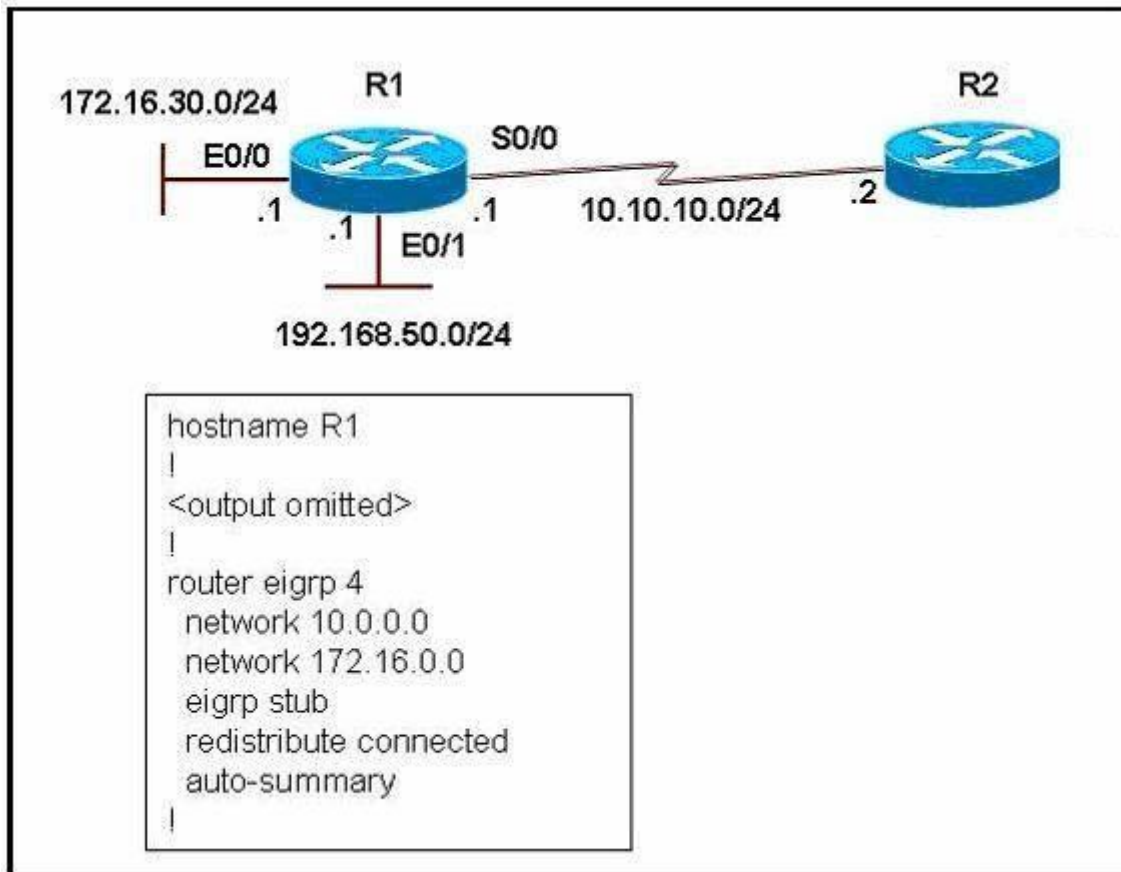 R1
R2
172.16.30.0/24
E0/0
S0/0
.1
.1
.1
10.10.10.0/24
.2
E0/1
192.168.50.0/24
hostname R1
!
<output omitted>
!
router eigrp 4
network 10.0.0.0
network 172.16.0.0
eigrp stub
redistribute connected
auto-summary
!